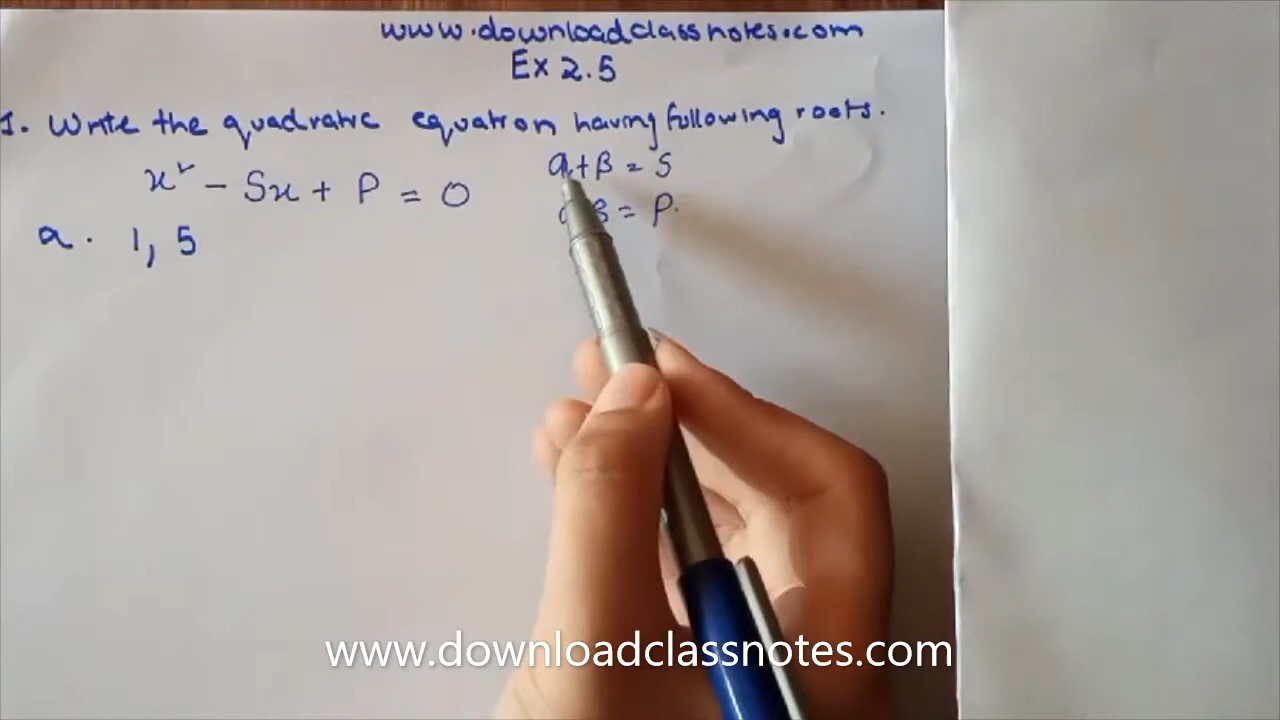 www.downloadclassnotes.com
Ex 2.5
1. Write the quadratic equation having following roots.
x² - Sx + P = 0
α+β = S
β = P.
a. 1, 5
www.downloadclassnotes.com